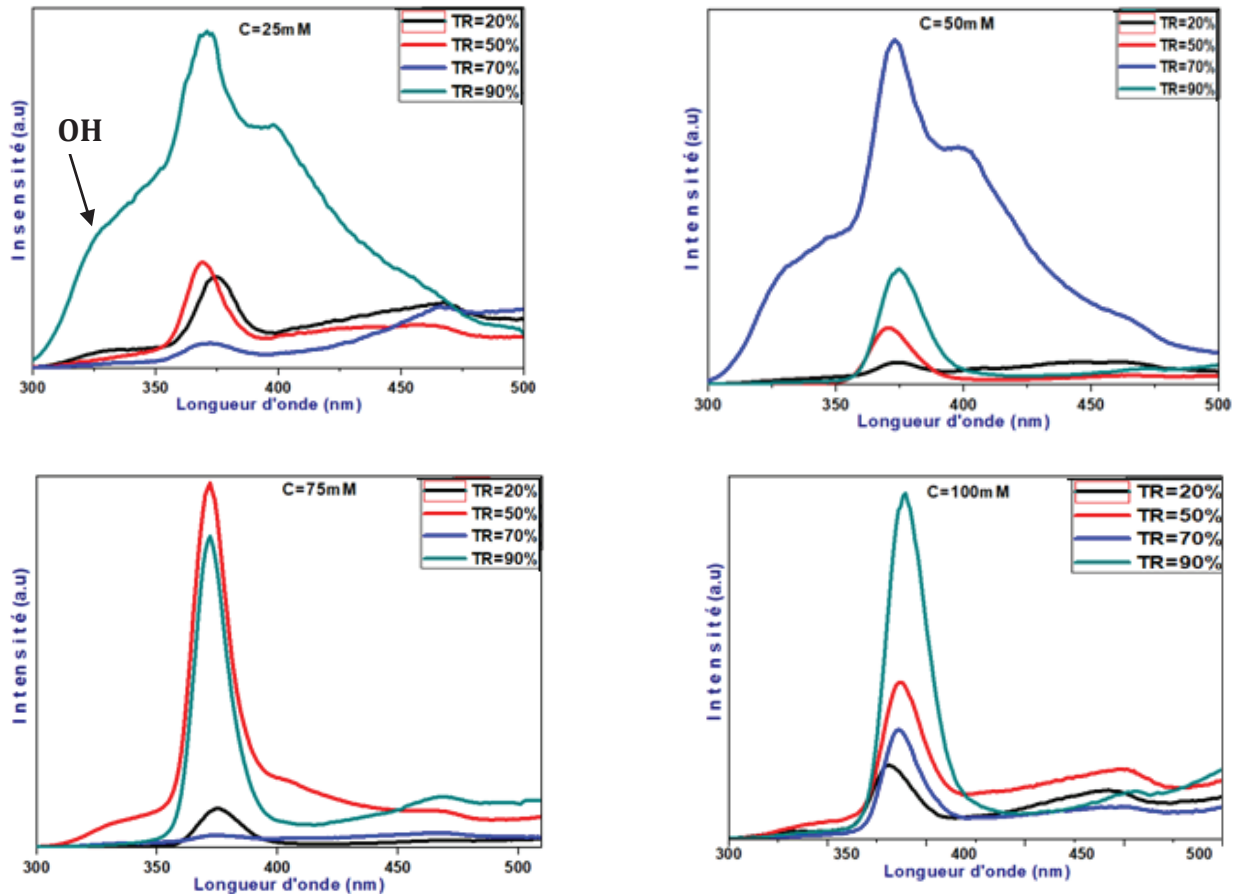 C=25mM
TR=20%
TR=50%
TR=70%
TR=90%
OH
Insensité (a.u)
300 350 400 450 500
Longueur d'onde (nm)
C=50mM
TR=20%
TR=50%
TR=70%
TR=90%
Intensité (a.u)
300 350 400 450 500
Longueur d'onde (nm)
C=75mM
TR=20%
TR=50%
TR=70%
TR=90%
Intensité (a.u)
300 350 400 450 500
Longueur d'onde (nm)
C=100mM
TR=20%
TR=50%
TR=70%
TR=90%
Intensité (a.u)
300 350 400 450 500
Longueur d'onde (nm)